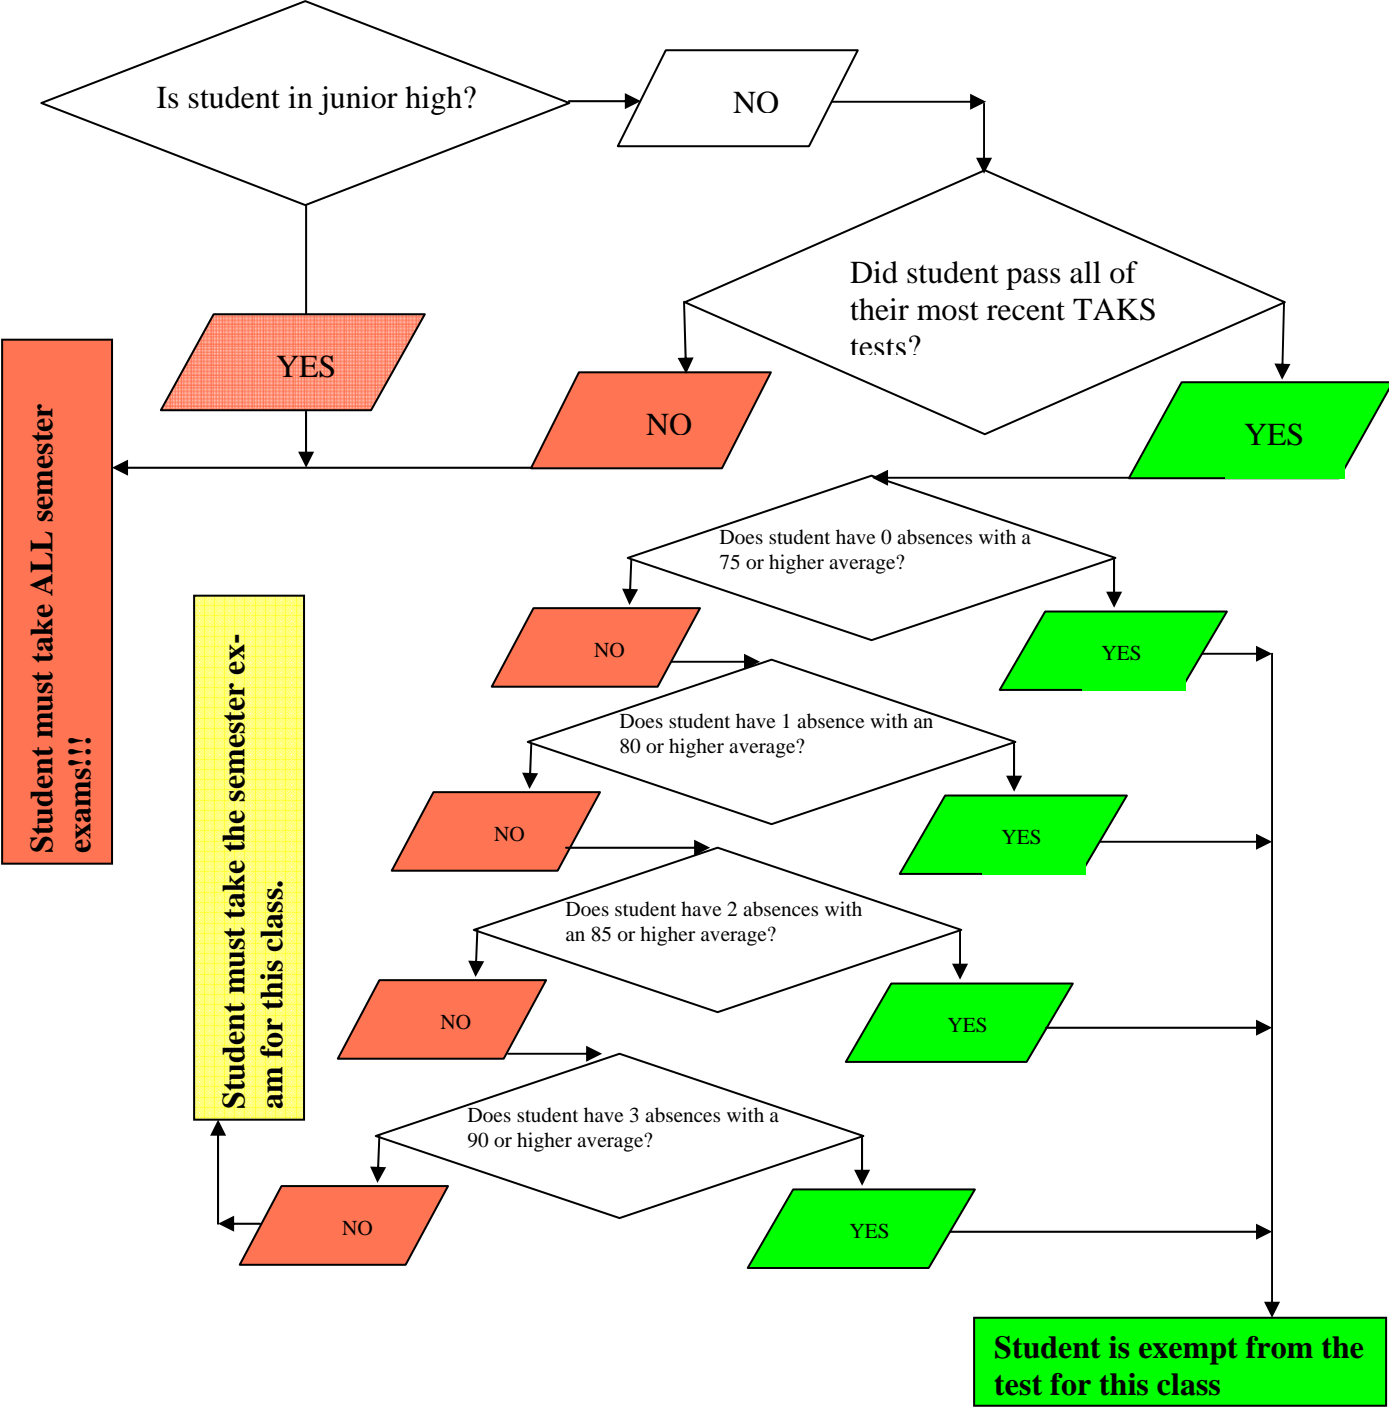 Is student in junior high?
NO
Did student pass all of
their most recent TAKS
tests?
YES
NO
YES
Student must take ALL semester
exams!!!
Does student have 0 absences with a
75 or higher average?
NO
YES
Student must take the semester ex-
am for this class.
Does student have 1 absence with an
80 or higher average?
NO
YES
Does student have 2 absences with
an 85 or higher average?
NO
YES
Does student have 3 absences with a
90 or higher average?
NO
YES
Student is exempt from the
test for this class